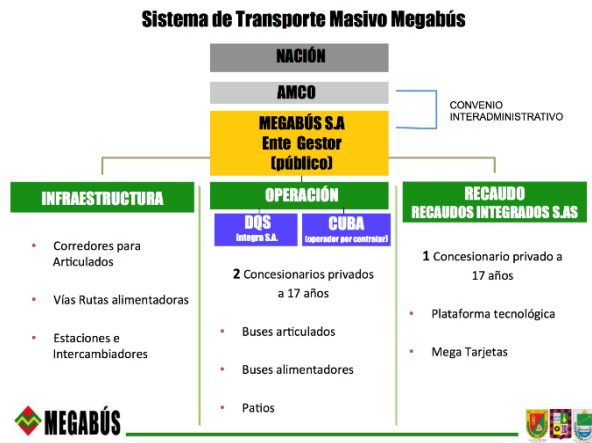 Sistema de Transporte Masivo Megabús
NACIÓN
AMCO
CONVENIO
INTERADMINISTRATIVO
MEGABÚS S.A
Ente Gestor
(público)
INFRAESTRUCTURA
• Corredores para
Articulados
• Vías Rutas alimentadoras
• Estaciones e
Intercambiadores
OPERACIÓN
DQS
Integra S.A.
CUBA
(operador por contratar)
2 Concesionarios privados
a 17 años
• Buses articulados
• Buses alimentadores
• Patios
RECAUDO
RECAUDOS INTEGRADOS S.AS
1 Concesionario privado a
17 años
• Plataforma tecnológica
• Mega Tarjetas
MEGABÚS